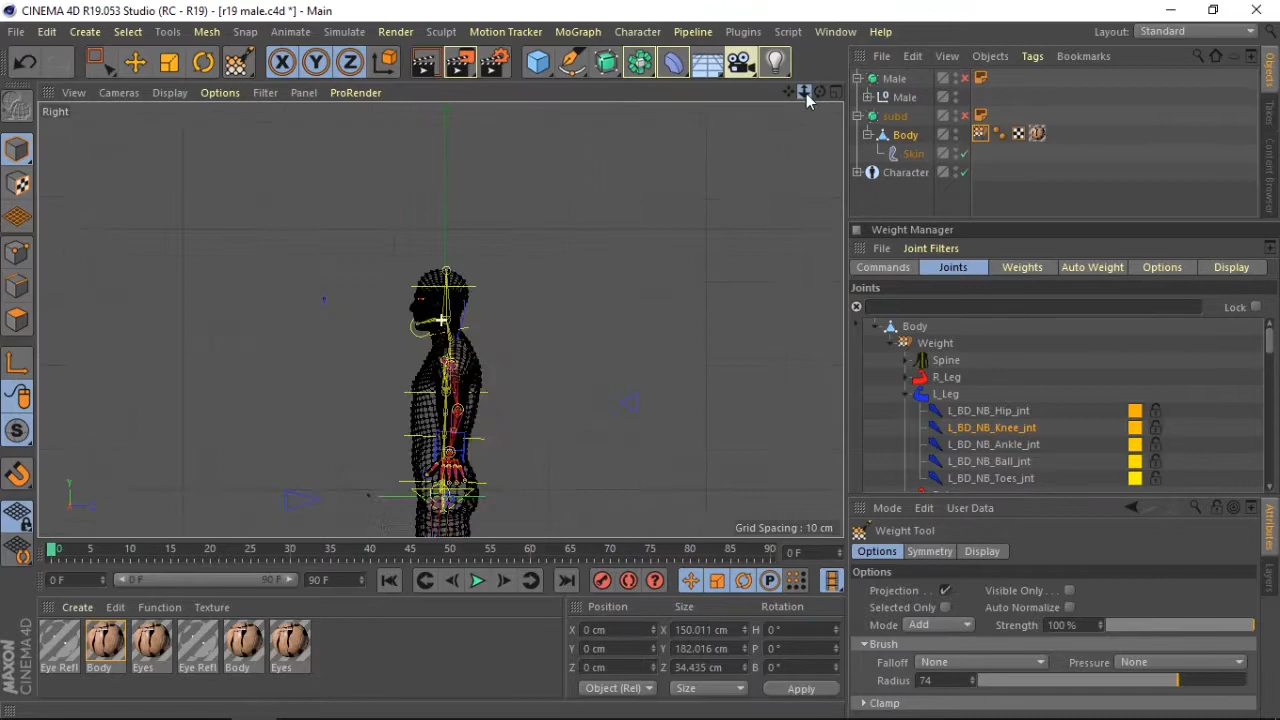 CINEMA 4D R19.053 Studio (RC - R19) - [r19 male.c4d *] - Main
File Edit Create Select Tools Mesh Snap Animate Simulate Render Sculpt Motion Tracker MoGraph Character Pipeline Plugins Script Window Help Layout: Standard
File Edit View Objects Tags Bookmarks
View Cameras Display Options Filter Panel ProRender
Right
Male
Male
subd
Body
Skin
Character
Objects
Takes
Content Browser
Weight Manager
File Joint Filters
Commands Joints Weights Auto Weight Options Display
Joints
Lock
Body
Weight
Spine
R_Leg
L_Leg
L_BD_NB_Hip_jnt
L_BD_NB_Knee_jnt
L_BD_NB_Ankle_jnt
L_BD_NB_Ball_jnt
L_BD_NB_Toes_jnt
Y
Grid Spacing : 10 cm
Mode Edit User Data
Weight Tool
Options Symmetry Display
Options
Projection Visible Only
Selected Only Auto Normalize
Mode Add Strength 100 %
Brush
Falloff None Pressure None
Radius 74
Clamp
Attributes
Layers
0 5 10 15 20 25 30 35 40 45 50 55 60 65 70 75 80 85 90 0 F
0 F 0 F 90 F 90 F
Create Edit Function Texture
Eye Refl Body Eyes Eye Refl Body Eyes
Position Size Rotation
X 0 cm X 150.011 cm H 0 °
Y 0 cm Y 182.016 cm P 0 °
Z 0 cm Z 34.435 cm B 0 °
Object (Rel) Size Apply
MAXON
CINEMA 4D